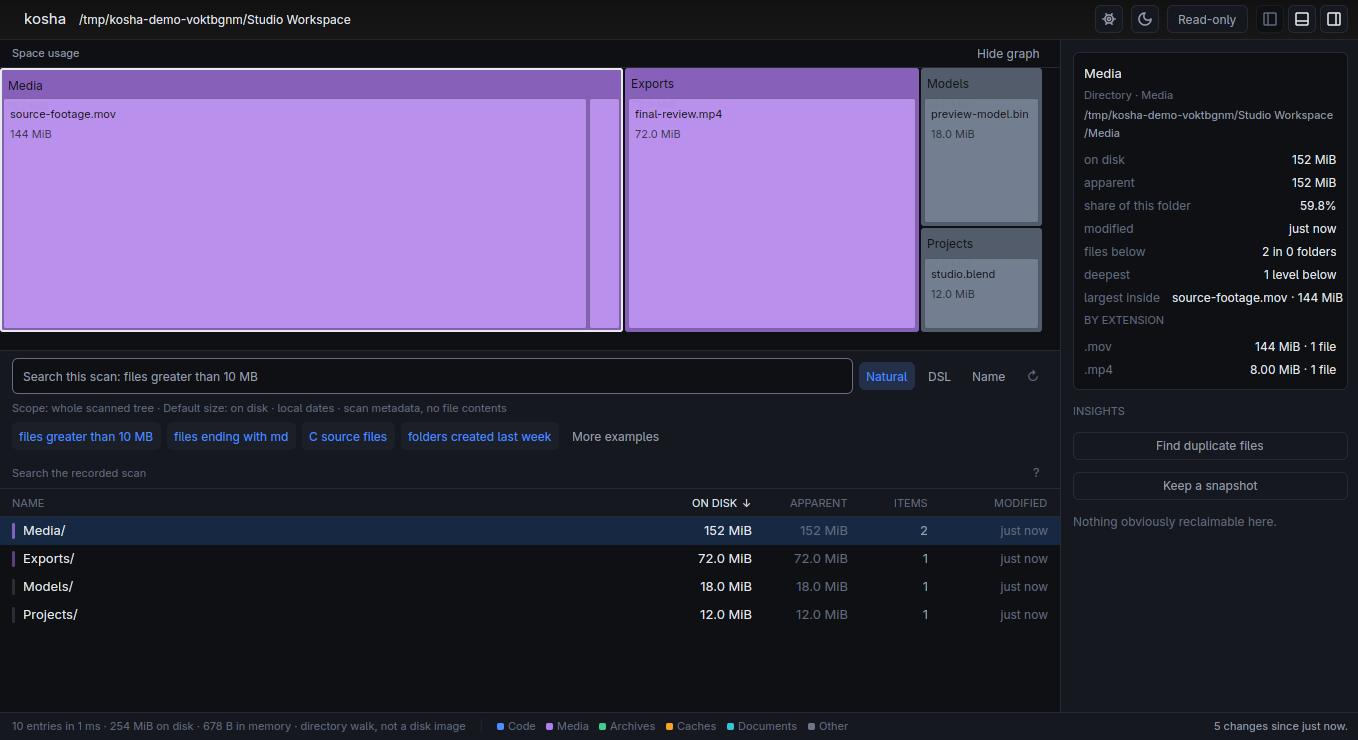 kosha /tmp/kosha-demo-voktbgnm/Studio Workspace
Read-only
Space usage
Hide graph
Media
source-footage.mov
144 MiB
Exports
final-review.mp4
72.0 MiB
Models
preview-model.bin
18.0 MiB
Projects
studio.blend
12.0 MiB
Search this scan: files greater than 10 MB
Natural DSL Name
Scope: whole scanned tree · Default size: on disk · local dates · scan metadata, no file contents
files greater than 10 MB files ending with md C source files folders created last week More examples
Search the recorded scan ?
NAME ON DISK ↓ APPARENT ITEMS MODIFIED
Media/ 152 MiB 152 MiB 2 just now
Exports/ 72.0 MiB 72.0 MiB 1 just now
Models/ 18.0 MiB 18.0 MiB 1 just now
Projects/ 12.0 MiB 12.0 MiB 1 just now
Media
Directory · Media
/tmp/kosha-demo-voktbgnm/Studio Workspace
/Media
on disk 152 MiB
apparent 152 MiB
share of this folder 59.8%
modified just now
files below 2 in 0 folders
deepest 1 level below
largest inside source-footage.mov · 144 MiB
BY EXTENSION
.mov 144 MiB · 1 file
.mp4 8.00 MiB · 1 file
INSIGHTS
Find duplicate files
Keep a snapshot
Nothing obviously reclaimable here.
10 entries in 1 ms · 254 MiB on disk · 678 B in memory · directory walk, not a disk image
Code Media Archives Caches Documents Other
5 changes since just now.